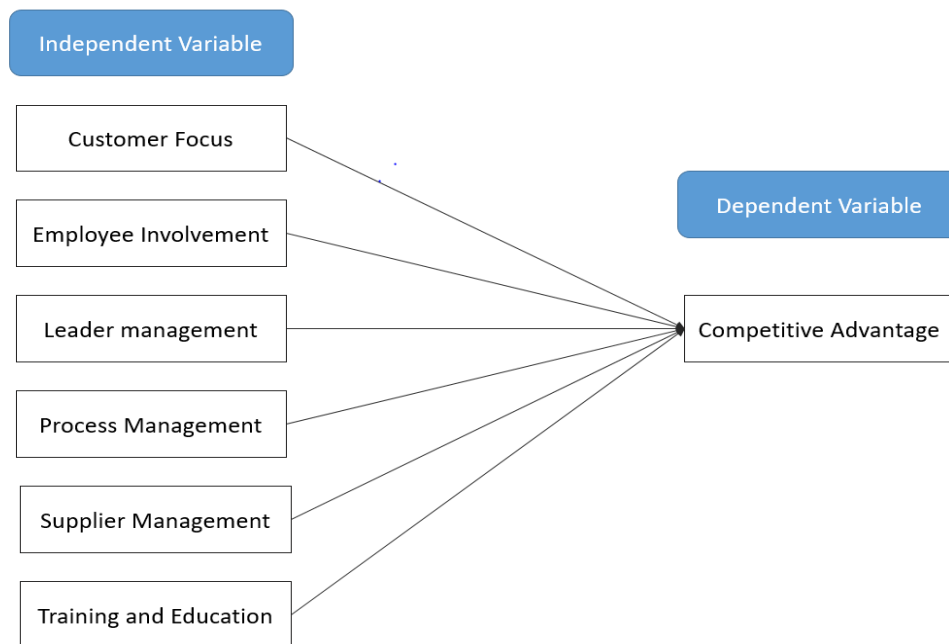 Independent Variable
Customer Focus
Employee Involvement
Leader management
Process Management
Supplier Management
Training and Education
Dependent Variable
Competitive Advantage